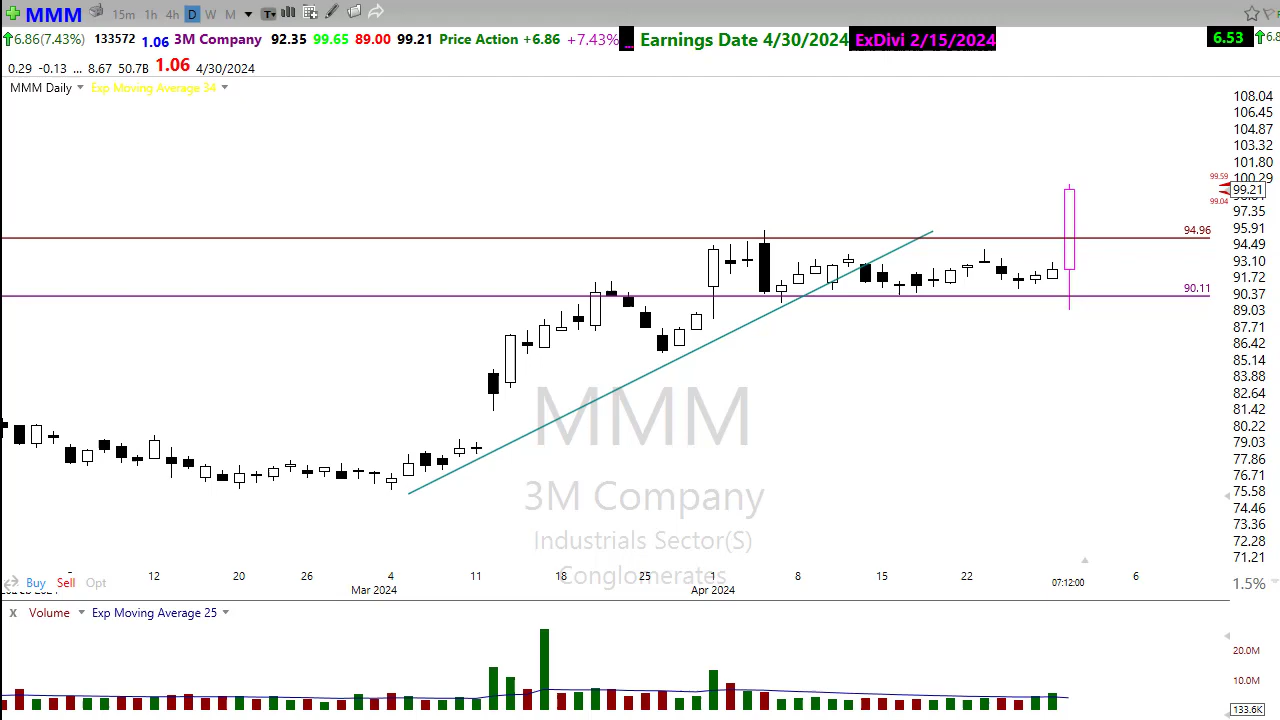 MMM 15m 1h 4h D W M T
6.86(7.43%) 133572 1.06 3M Company 92.35 99.65 89.00 99.21 Price Action +6.86 +7.43% ... Earnings Date 4/30/2024 ExDivi 2/15/2024 6.53
0.29 -0.13 ... 8.67 50.7B 1.06 4/30/2024
MMM Daily Exp Moving Average 34
108.04
106.45
104.87
103.32
101.80
99.59 100.29
99.21
99.04
97.35
94.96 95.91
94.49
93.10
91.72
90.11 90.37
89.03
87.71
86.42
85.14
83.88
82.64
81.42
80.22
79.03
77.86
76.71
75.58
74.46
73.36
72.28
71.21
MMM
3M Company
Industrials Sector(S)
Conglomerates
12 20 26 4 11 18 25 1 8 15 22 07:12:00 6
Buy Sell Opt 1.5%
Mar 2024 Apr 2024
X Volume Exp Moving Average 25
20.0M
10.0M
133.6K